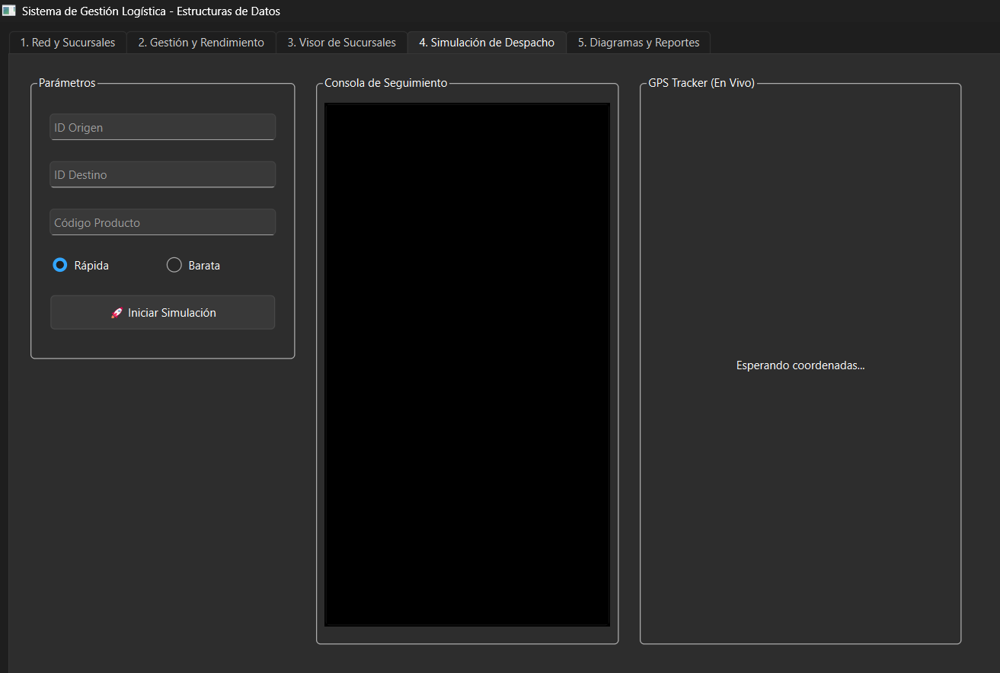 Sistema de Gestión Logística - Estructuras de Datos
1. Red y Sucursales
2. Gestión y Rendimiento
3. Visor de Sucursales
4. Simulación de Despacho
5. Diagramas y Reportes
Parámetros
ID Origen
ID Destino
Código Producto
Rápida
Barata
🚀 Iniciar Simulación
Consola de Seguimiento
GPS Tracker (En Vivo)
Esperando coordenadas...